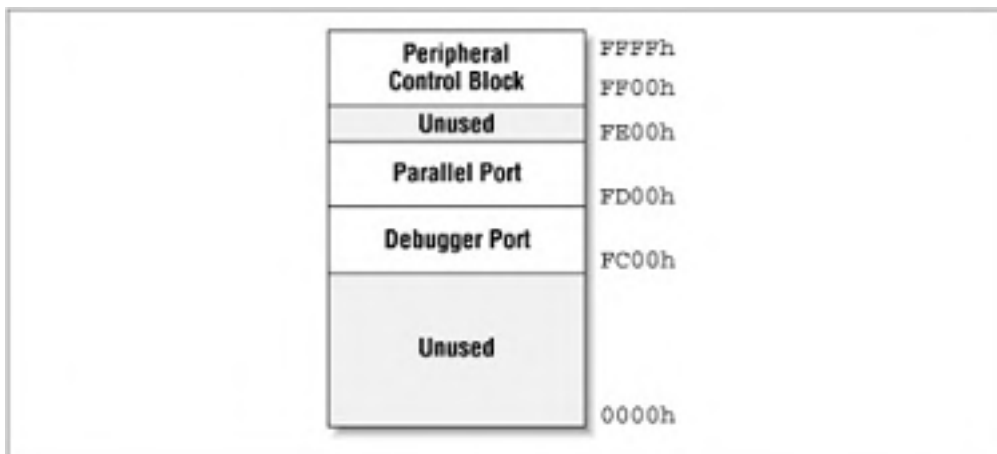 Peripheral
Control Block
FFFFh
FF00h
Unused
FE00h
Parallel Port
FD00h
Debugger Port
FC00h
Unused
0000h